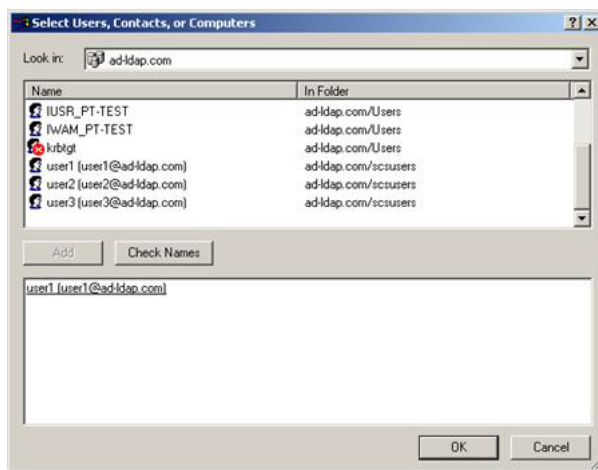 Select Users, Contacts, or Computers
Look in: ad-ldap.com
Name In Folder
IUSR_PT-TEST ad-ldap.com/Users
IWAM_PT-TEST ad-ldap.com/Users
krbtgt ad-ldap.com/Users
user1 (user1@ad-ldap.com) ad-ldap.com/scsusers
user2 (user2@ad-ldap.com) ad-ldap.com/scsusers
user3 (user3@ad-ldap.com) ad-ldap.com/scsusers
Add Check Names
user1 (user1@ad-ldap.com)
OK Cancel